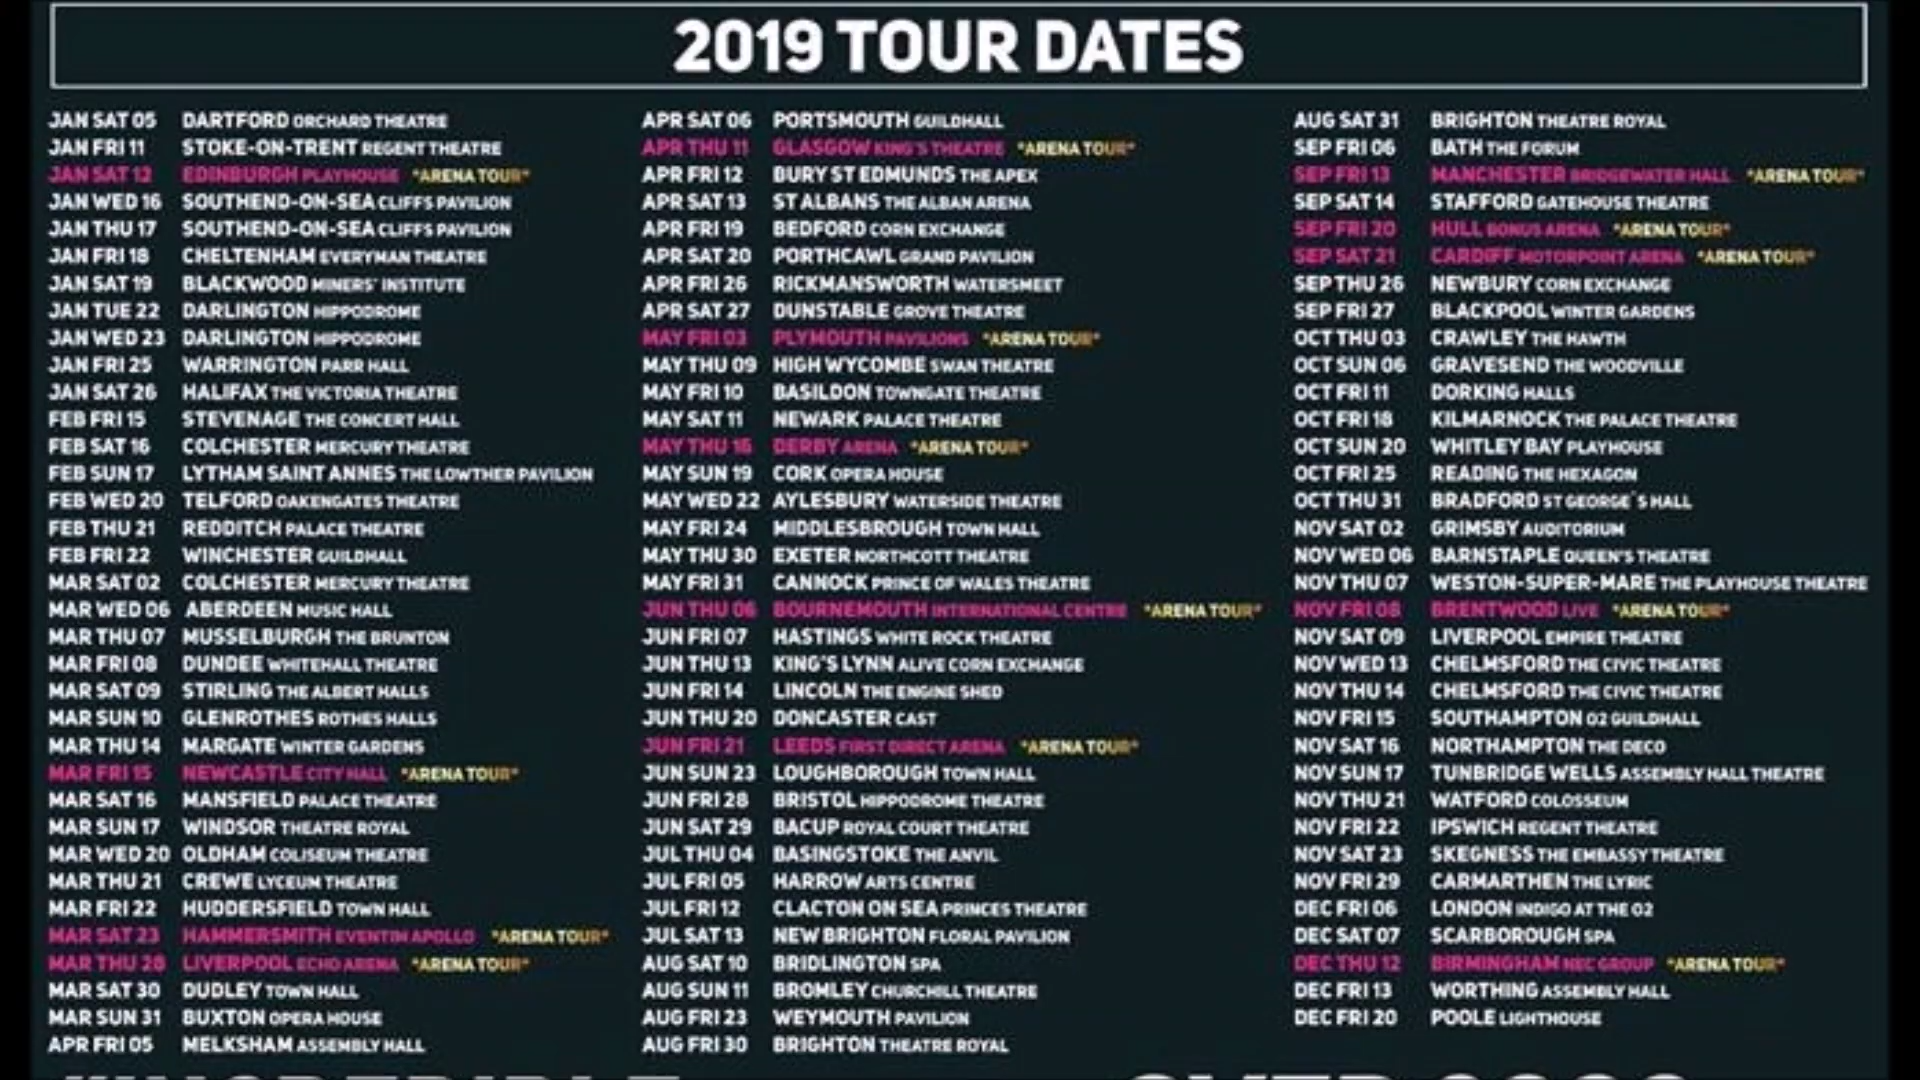 2019 TOUR DATES
JAN SAT 05 DARTFORD ORCHARD THEATRE
JAN FRI 11 STOKE-ON-TRENT REGENT THEATRE
JAN SAT 12 EDINBURGH PLAYHOUSE *ARENA TOUR*
JAN WED 16 SOUTHEND-ON-SEA CLIFFS PAVILION
JAN THU 17 SOUTHEND-ON-SEA CLIFFS PAVILION
JAN FRI 18 CHELTENHAM EVERYMAN THEATRE
JAN SAT 19 BLACKWOOD MINERS' INSTITUTE
JAN TUE 22 DARLINGTON HIPPODROME
JAN WED 23 DARLINGTON HIPPODROME
JAN FRI 25 WARRINGTON PARR HALL
JAN SAT 26 HALIFAX THE VICTORIA THEATRE
FEB FRI 15 STEVENAGE THE CONCERT HALL
FEB SAT 16 COLCHESTER MERCURY THEATRE
FEB SUN 17 LYTHAM SAINT ANNES THE LOWTHER PAVILION
FEB WED 20 TELFORD OAKENGATES THEATRE
FEB THU 21 REDDITCH PALACE THEATRE
FEB FRI 22 WINCHESTER GUILDHALL
MAR SAT 02 COLCHESTER MERCURY THEATRE
MAR WED 06 ABERDEEN MUSIC HALL
MAR THU 07 MUSSELBURGH THE BRUNTON
MAR FRI 08 DUNDEE WHITEHALL THEATRE
MAR SAT 09 STIRLING THE ALBERT HALLS
MAR SUN 10 GLENROTHES ROTHES HALLS
MAR THU 14 MARGATE WINTER GARDENS
MAR FRI 15 NEWCASTLE CITY HALL *ARENA TOUR*
MAR SAT 16 MANSFIELD PALACE THEATRE
MAR SUN 17 WINDSOR THEATRE ROYAL
MAR WED 20 OLDHAM COLISEUM THEATRE
MAR THU 21 CREWE LYCEUM THEATRE
MAR FRI 22 HUDDERSFIELD TOWN HALL
MAR SAT 23 HAMMERSMITH EVENTIM APOLLO *ARENA TOUR*
MAR THU 28 LIVERPOOL ECHO ARENA *ARENA TOUR*
MAR SAT 30 DUDLEY TOWN HALL
MAR SUN 31 BUXTON OPERA HOUSE
APR FRI 05 MELKSHAM ASSEMBLY HALL
APR SAT 06 PORTSMOUTH GUILDHALL
APR THU 11 GLASGOW KING'S THEATRE *ARENA TOUR*
APR FRI 12 BURY ST EDMUNDS THE APEX
APR SAT 13 ST ALBANS THE ALBAN ARENA
APR FRI 19 BEDFORD CORN EXCHANGE
APR SAT 20 PORTHCAWL GRAND PAVILION
APR FRI 26 RICKMANSWORTH WATERSMEET
APR SAT 27 DUNSTABLE GROVE THEATRE
MAY FRI 03 PLYMOUTH PAVILIONS *ARENA TOUR*
MAY THU 09 HIGH WYCOMBE SWAN THEATRE
MAY FRI 10 BASILDON TOWNGATE THEATRE
MAY SAT 11 NEWARK PALACE THEATRE
MAY THU 16 DERBY ARENA *ARENA TOUR*
MAY SUN 19 CORK OPERA HOUSE
MAY WED 22 AYLESBURY WATERSIDE THEATRE
MAY FRI 24 MIDDLESBROUGH TOWN HALL
MAY THU 30 EXETER NORTHCOTT THEATRE
MAY FRI 31 CANNOCK PRINCE OF WALES THEATRE
JUN THU 06 BOURNEMOUTH INTERNATIONAL CENTRE *ARENA TOUR*
JUN FRI 07 HASTINGS WHITE ROCK THEATRE
JUN THU 13 KING'S LYNN ALIVE CORN EXCHANGE
JUN FRI 14 LINCOLN THE ENGINE SHED
JUN THU 20 DONCASTER CAST
JUN FRI 21 LEEDS FIRST DIRECT ARENA *ARENA TOUR*
JUN SUN 23 LOUGHBOROUGH TOWN HALL
JUN FRI 28 BRISTOL HIPPODROME THEATRE
JUN SAT 29 BACUP ROYAL COURT THEATRE
JUL THU 04 BASINGSTOKE THE ANVIL
JUL FRI 05 HARROW ARTS CENTRE
JUL FRI 12 CLACTON ON SEA PRINCES THEATRE
JUL SAT 13 NEW BRIGHTON FLORAL PAVILION
AUG SAT 10 BRIDLINGTON SPA
AUG SUN 11 BROMLEY CHURCHILL THEATRE
AUG FRI 23 WEYMOUTH PAVILION
AUG FRI 30 BRIGHTON THEATRE ROYAL
AUG SAT 31 BRIGHTON THEATRE ROYAL
SEP FRI 06 BATH THE FORUM
SEP FRI 13 MANCHESTER BRIDGEWATER HALL *ARENA TOUR*
SEP SAT 14 STAFFORD GATEHOUSE THEATRE
SEP FRI 20 HULL BONUS ARENA *ARENA TOUR*
SEP SAT 21 CARDIFF MOTORPOINT ARENA *ARENA TOUR*
SEP THU 26 NEWBURY CORN EXCHANGE
SEP FRI 27 BLACKPOOL WINTER GARDENS
OCT THU 03 CRAWLEY THE HAWTH
OCT SUN 06 GRAVESEND THE WOODVILLE
OCT FRI 11 DORKING HALLS
OCT FRI 18 KILMARNOCK THE PALACE THEATRE
OCT SUN 20 WHITLEY BAY PLAYHOUSE
OCT FRI 25 READING THE HEXAGON
OCT THU 31 BRADFORD ST GEORGE´S HALL
NOV SAT 02 GRIMSBY AUDITORIUM
NOV WED 06 BARNSTAPLE QUEEN'S THEATRE
NOV THU 07 WESTON-SUPER-MARE THE PLAYHOUSE THEATRE
NOV FRI 08 BRENTWOOD LIVE *ARENA TOUR*
NOV SAT 09 LIVERPOOL EMPIRE THEATRE
NOV WED 13 CHELMSFORD THE CIVIC THEATRE
NOV THU 14 CHELMSFORD THE CIVIC THEATRE
NOV FRI 15 SOUTHAMPTON O2 GUILDHALL
NOV SAT 16 NORTHAMPTON THE DECO
NOV SUN 17 TUNBRIDGE WELLS ASSEMBLY HALL THEATRE
NOV THU 21 WATFORD COLOSSEUM
NOV FRI 22 IPSWICH REGENT THEATRE
NOV SAT 23 SKEGNESS THE EMBASSY THEATRE
NOV FRI 29 CARMARTHEN THE LYRIC
DEC FRI 06 LONDON INDIGO AT THE O2
DEC SAT 07 SCARBOROUGH SPA
DEC THU 12 BIRMINGHAM NEC GROUP *ARENA TOUR*
DEC FRI 13 WORTHING ASSEMBLY HALL
DEC FRI 20 POOLE LIGHTHOUSE